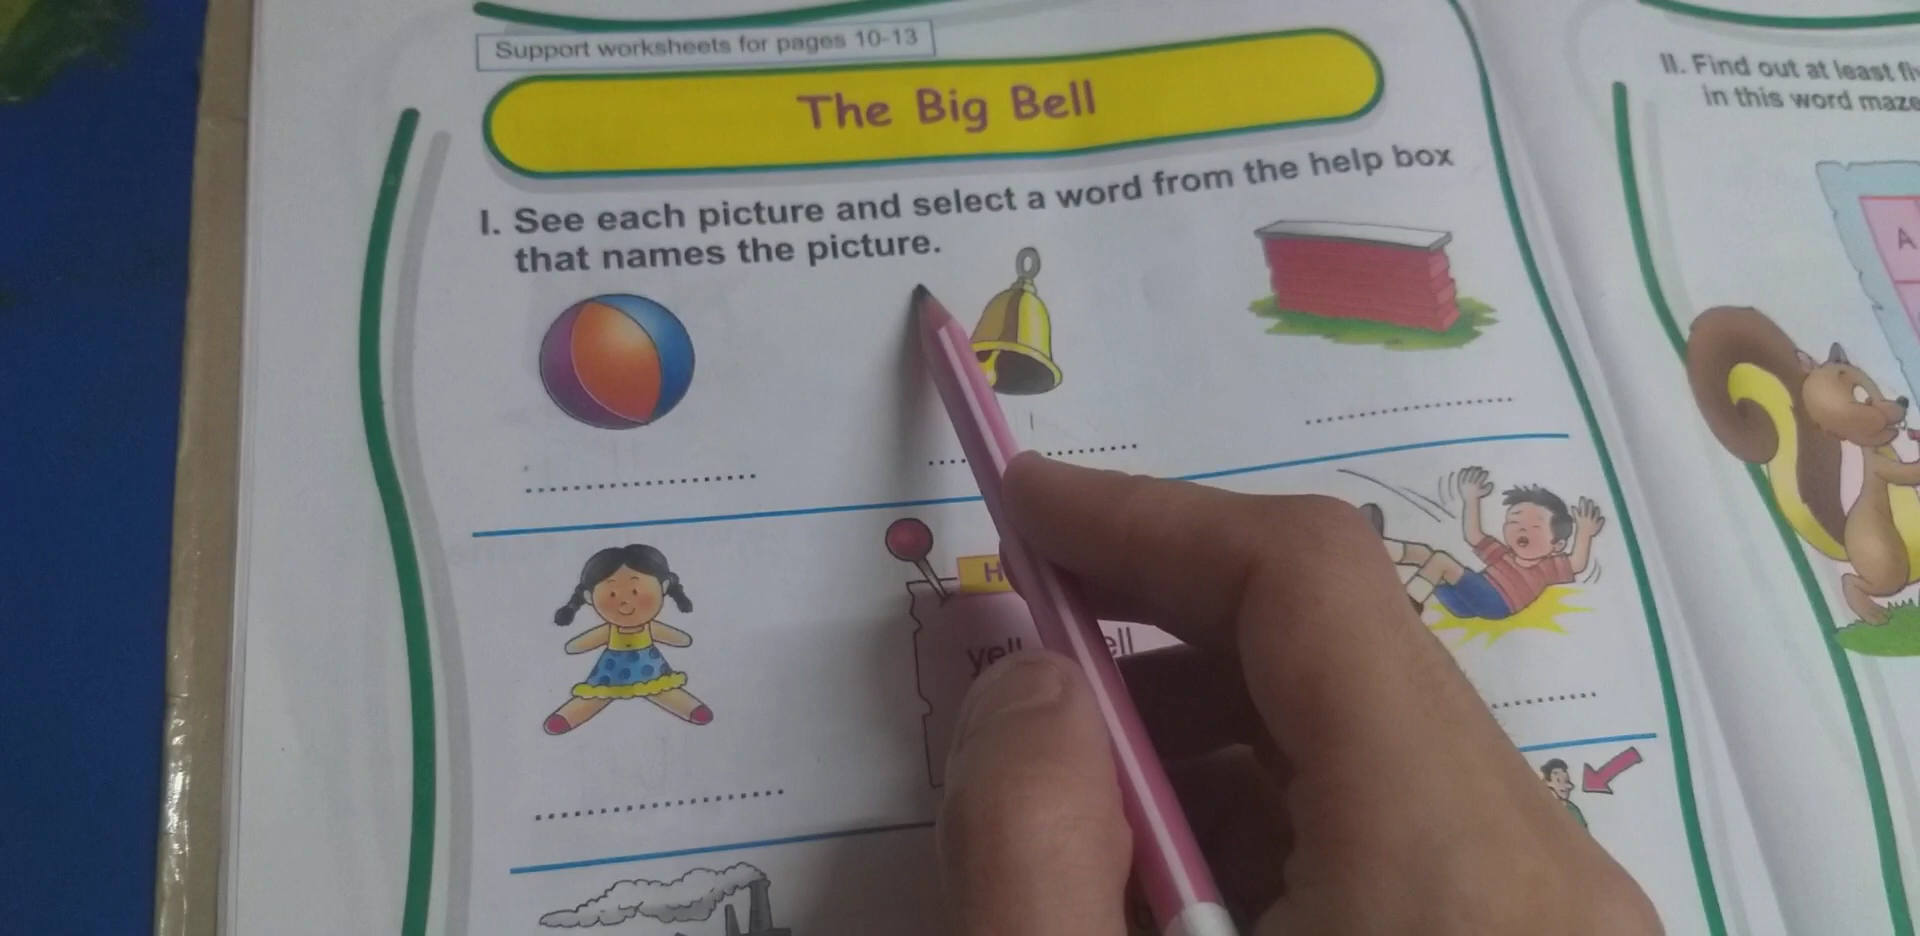 Support worksheets for pages 10-13
The Big Bell
I. See each picture and select a word from the help box
that names the picture.
yell
II. Find out at least
in this word maze
A